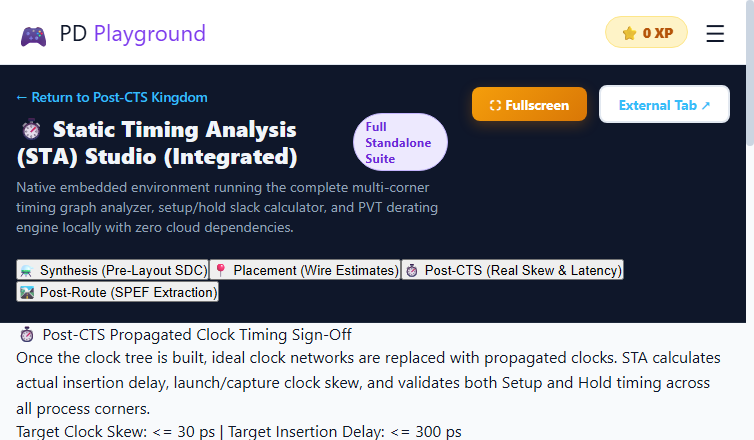 PD Playground
0 XP
← Return to Post-CTS Kingdom
Fullscreen
External Tab ↗
Static Timing Analysis
(STA) Studio (Integrated)
Full
Standalone
Suite
Native embedded environment running the complete multi-corner
timing graph analyzer, setup/hold slack calculator, and PVT derating
engine locally with zero cloud dependencies.
Synthesis (Pre-Layout SDC)
Placement (Wire Estimates)
Post-CTS (Real Skew & Latency)
Post-Route (SPEF Extraction)
Post-CTS Propagated Clock Timing Sign-Off
Once the clock tree is built, ideal clock networks are replaced with propagated clocks. STA calculates
actual insertion delay, launch/capture clock skew, and validates both Setup and Hold timing across
all process corners.
Target Clock Skew: <= 30 ps | Target Insertion Delay: <= 300 ps